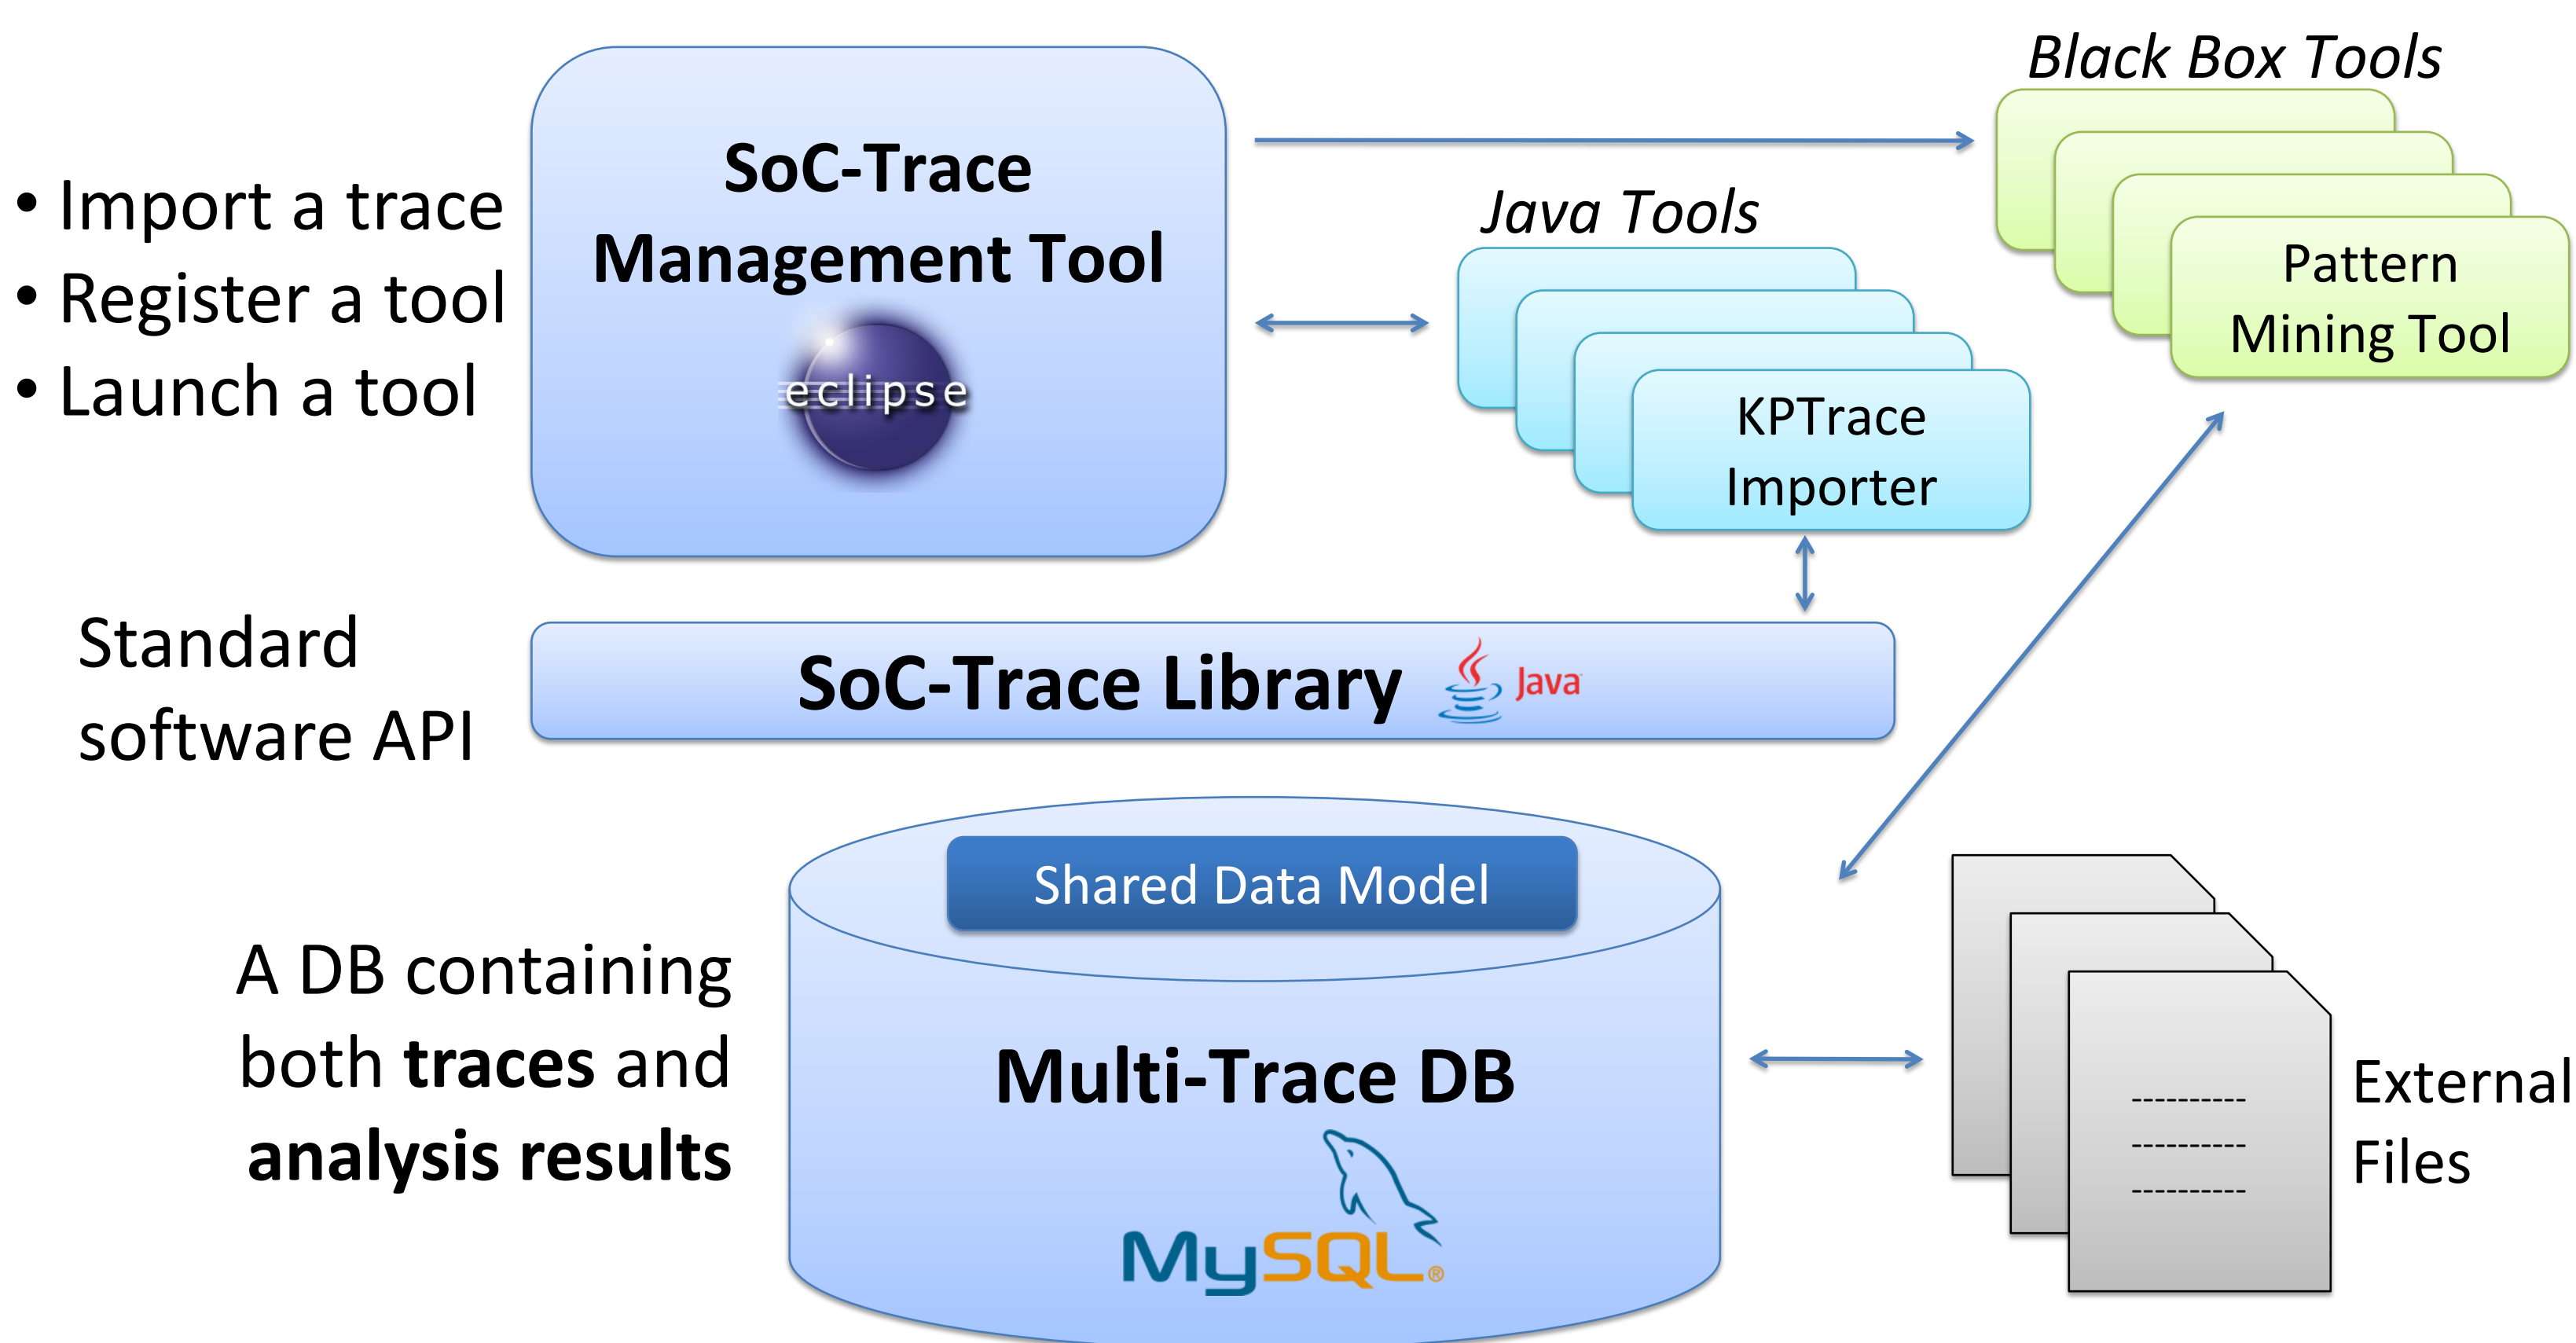 Black Box Tools
SoC-Trace
Management Tool
eclipse
• Import a trace
• Register a tool
• Launch a tool
Java Tools
Pattern
Mining Tool
KPTrace
Importer
Standard
software API
SoC-Trace Library
Java
Shared Data Model
A DB containing
both traces and
analysis results
Multi-Trace DB
MySQL®
----------
----------
----------
External
Files